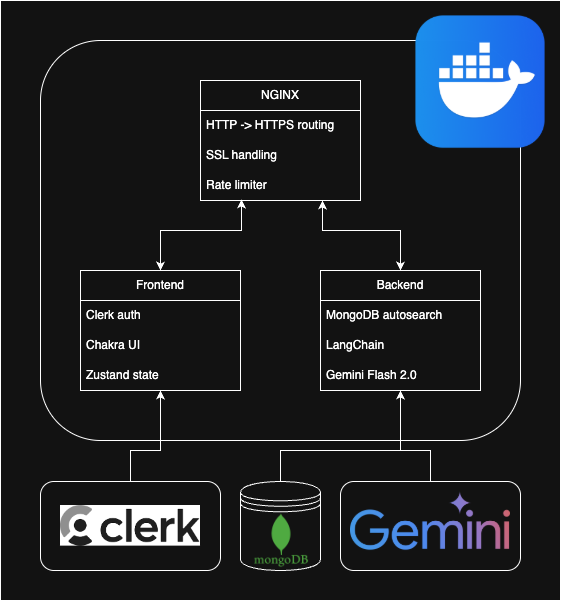 NGINX
HTTP -> HTTPS routing
SSL handling
Rate limiter
Frontend
Clerk auth
Chakra UI
Zustand state
Backend
MongoDB autosearch
LangChain
Gemini Flash 2.0
clerk
mongoDB
Gemini